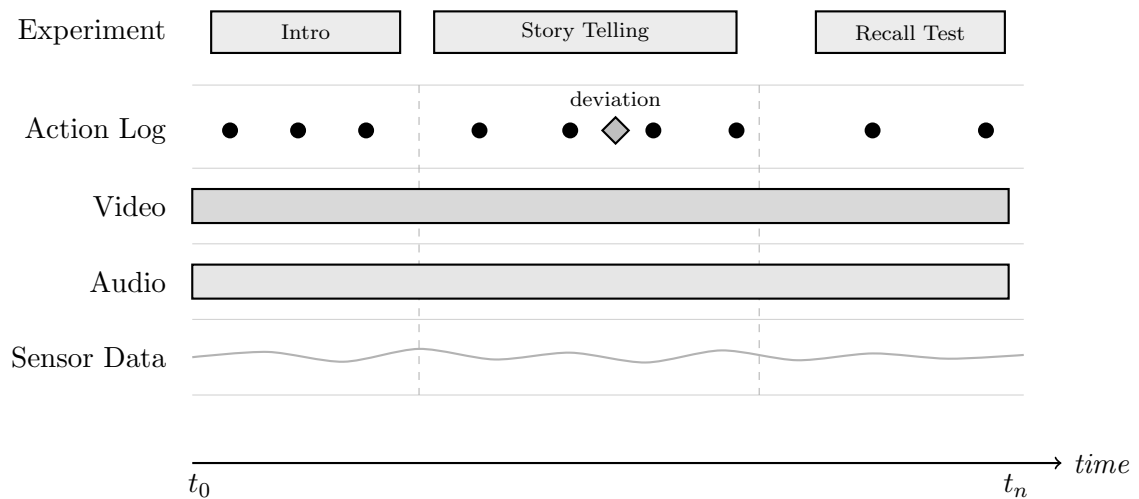 Experiment
Intro
Story Telling
Recall Test
deviation
Action Log
Video
Audio
Sensor Data
time
t0
tn